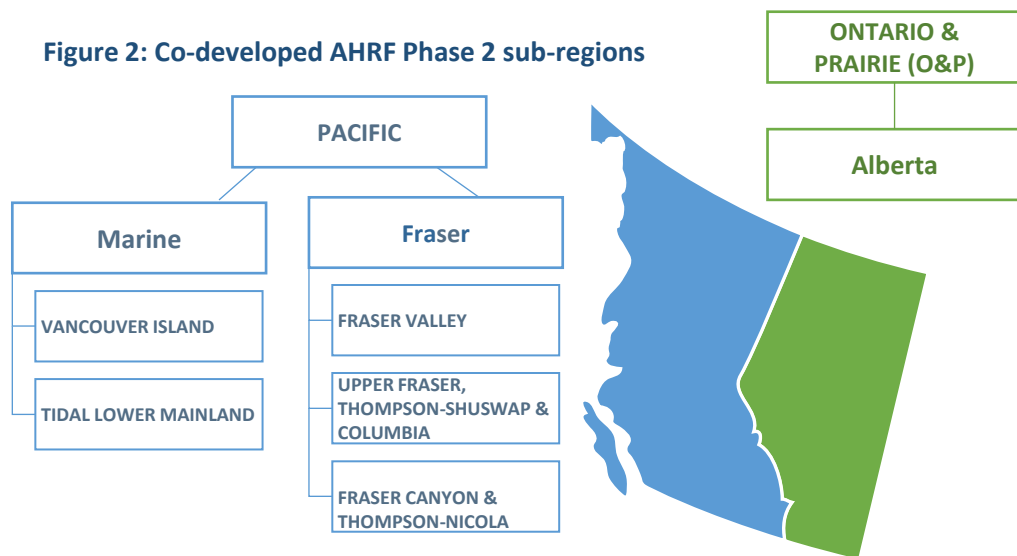 Figure 2: Co-developed AHRF Phase 2 sub-regions
ONTARIO &
PRAIRIE (O&P)
Alberta
PACIFIC
Marine
VANCOUVER ISLAND
TIDAL LOWER MAINLAND
Fraser
FRASER VALLEY
UPPER FRASER,
THOMPSON-SHUSWAP &
COLUMBIA
FRASER CANYON &
THOMPSON-NICOLA